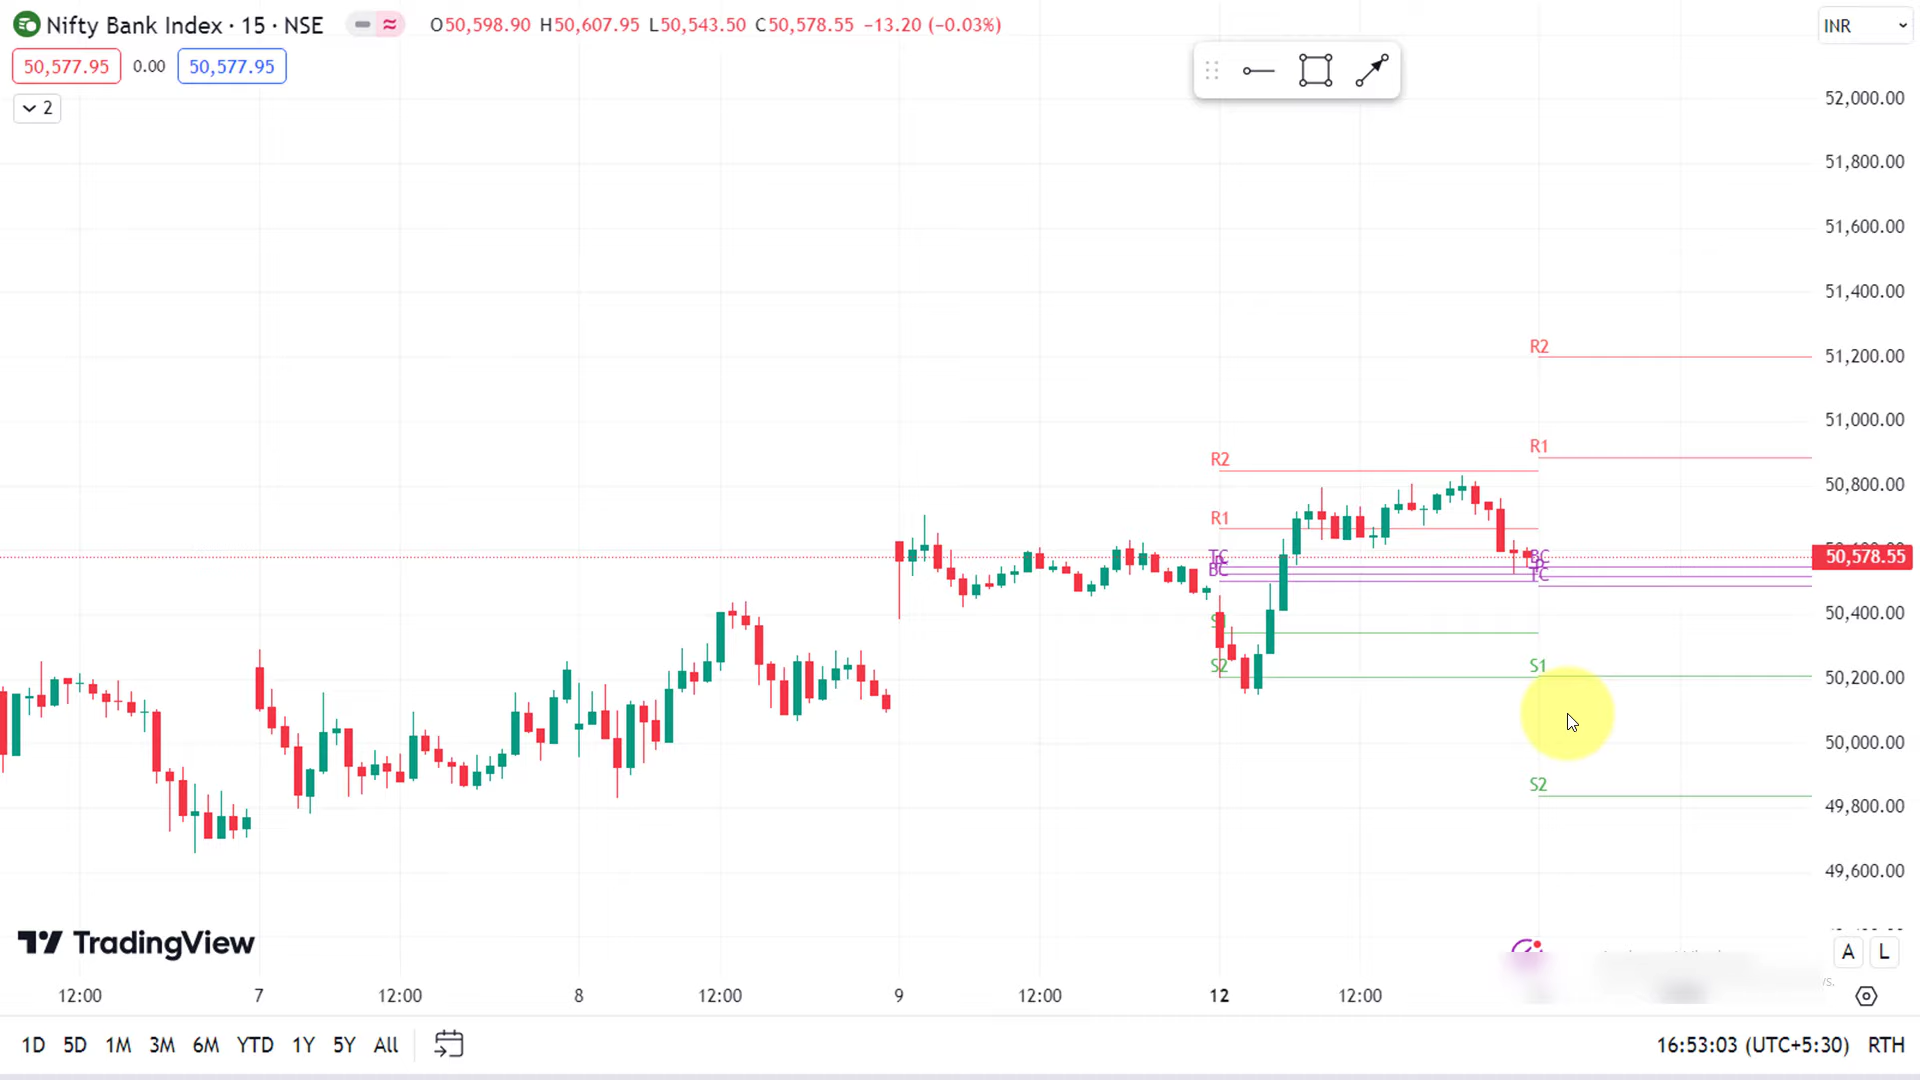 Nifty Bank Index · 15 · NSE
O50,598.90 H50,607.95 L50,543.50 C50,578.55 −13.20 (−0.03%)
INR
50,577.95 0.00 50,577.95
2
52,000.00
51,800.00
51,600.00
51,400.00
R2
51,200.00
R1
51,000.00
R2
50,800.00
R1
TC
BC
BC
TC
50,578.55
50,400.00
S2
S1
50,200.00
50,000.00
S2
49,800.00
49,600.00
TradingView
A L
12:00 7 12:00 8 12:00 9 12:00 12 12:00
1D 5D 1M 3M 6M YTD 1Y 5Y All
16:53:03 (UTC+5:30) RTH